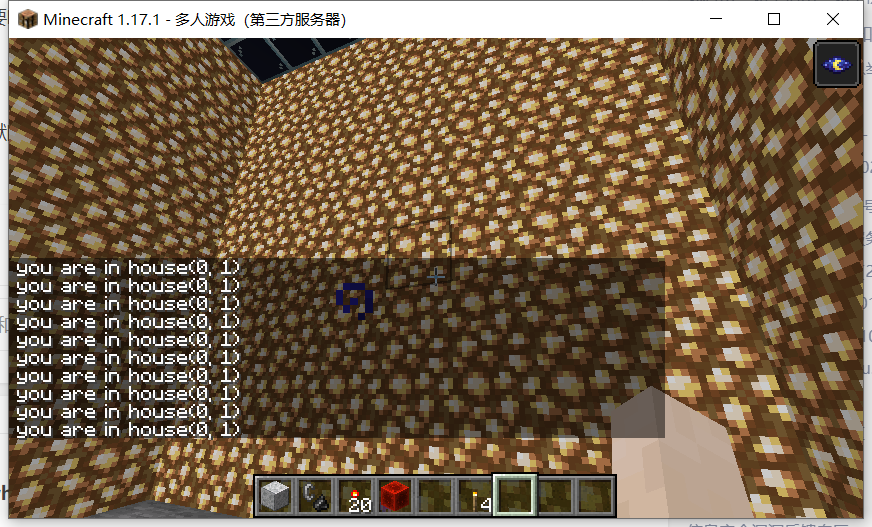 Minecraft 1.17.1 - 多人游戏（第三方服务器）
you are in house(0, 1)
you are in house(0, 1)
you are in house(0, 1)
you are in house(0, 1)
you are in house(0, 1)
you are in house(0, 1)
you are in house(0, 1)
you are in house(0, 1)
you are in house(0, 1)
you are in house(0, 1)
20
4